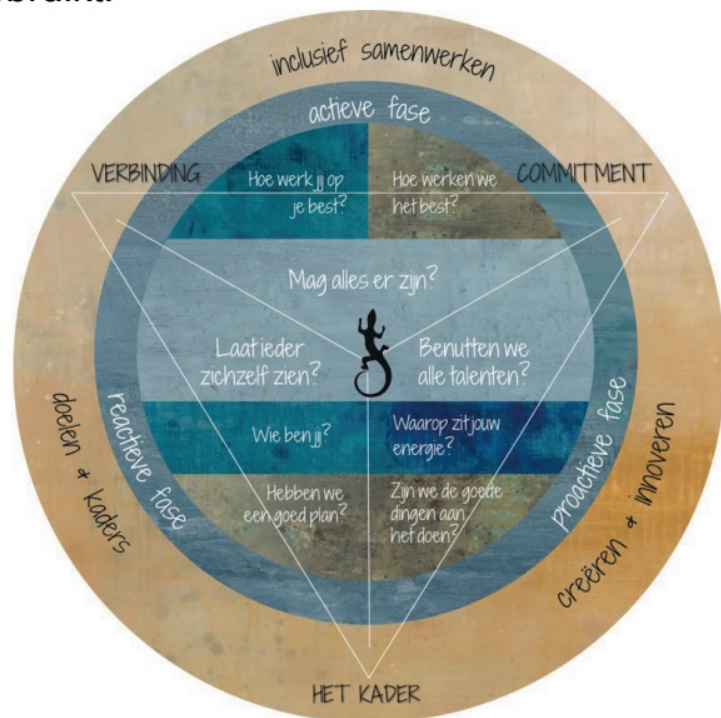 inclusief samenwerken
actieve fase
VERBINDING
COMMITMENT
Hoe werk jij op
je best?
Hoe werken we
het best?
Mag alles er zijn?
Laat ieder
zichzelf zien?
Benutten we
alle talenten?
doelen & kaders
reactieve fase
proactieve fase
creëren & innoveren
Wie ben jij?
Waarop zit jouw
energie?
Hebben we
een goed plan?
Zijn we de goede
dingen aan
het doen?
HET KADER